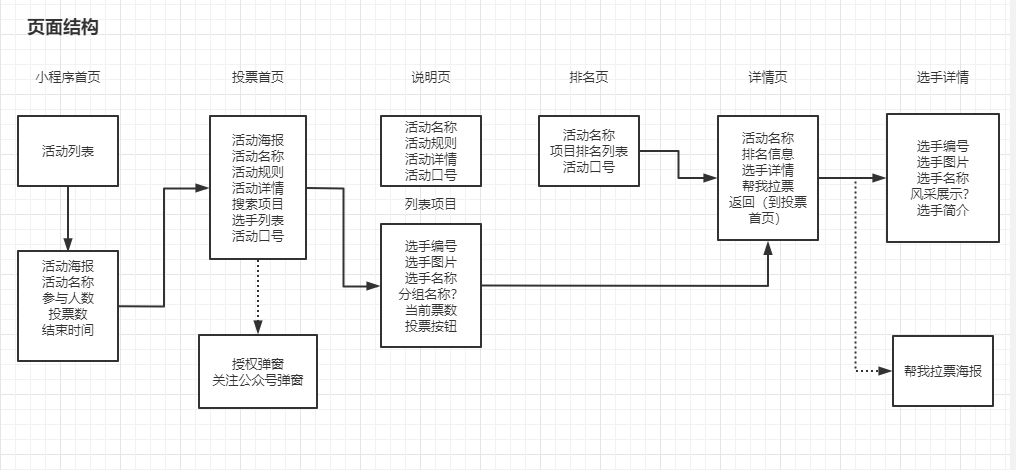 页面结构
小程序首页
投票首页
说明页
排名页
详情页
选手详情
活动列表
活动海报
活动名称
参与人数
投票数
结束时间
活动海报
活动名称
活动规则
活动详情
搜索项目
选手列表
活动口号
授权弹窗
关注公众号弹窗
活动名称
活动规则
活动详情
活动口号
列表项目
选手编号
选手图片
选手名称
分组名称?
当前票数
投票按钮
活动名称
项目排名列表
活动口号
活动名称
排名信息
选手详情
帮我拉票
返回（到投票
首页）
选手编号
选手图片
选手名称
风采展示?
选手简介
帮我拉票海报